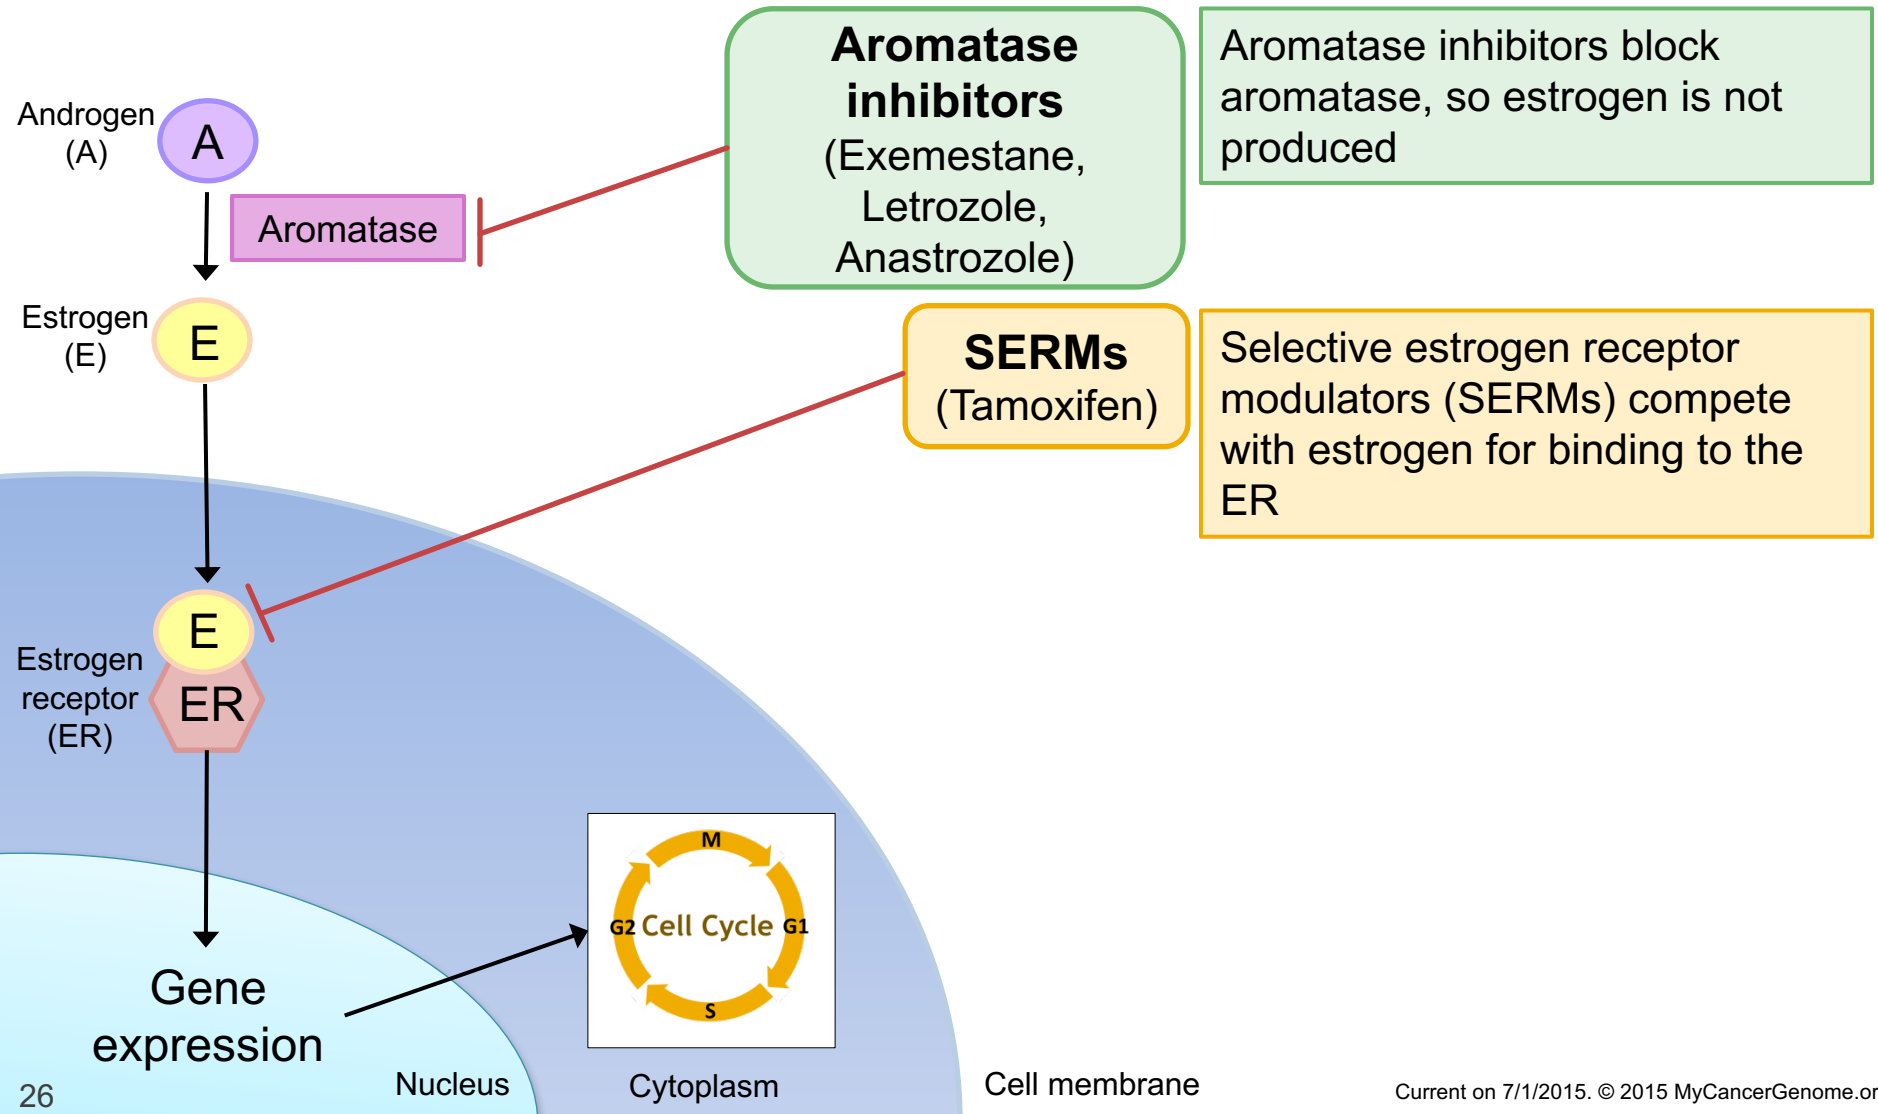 Androgen
(A)
A
Aromatase
Estrogen
(E)
E
Aromatase
inhibitors
(Exemestane,
Letrozole,
Anastrozole)
Aromatase inhibitors block
aromatase, so estrogen is not
produced
SERMs
(Tamoxifen)
Selective estrogen receptor
modulators (SERMs) compete
with estrogen for binding to the
ER
E
Estrogen
receptor
(ER)
ER
M
G2 Cell Cycle G1
S
Gene
expression
Nucleus
Cytoplasm
Cell membrane
26
Current on 7/1/2015. © 2015 MyCancerGenome.or